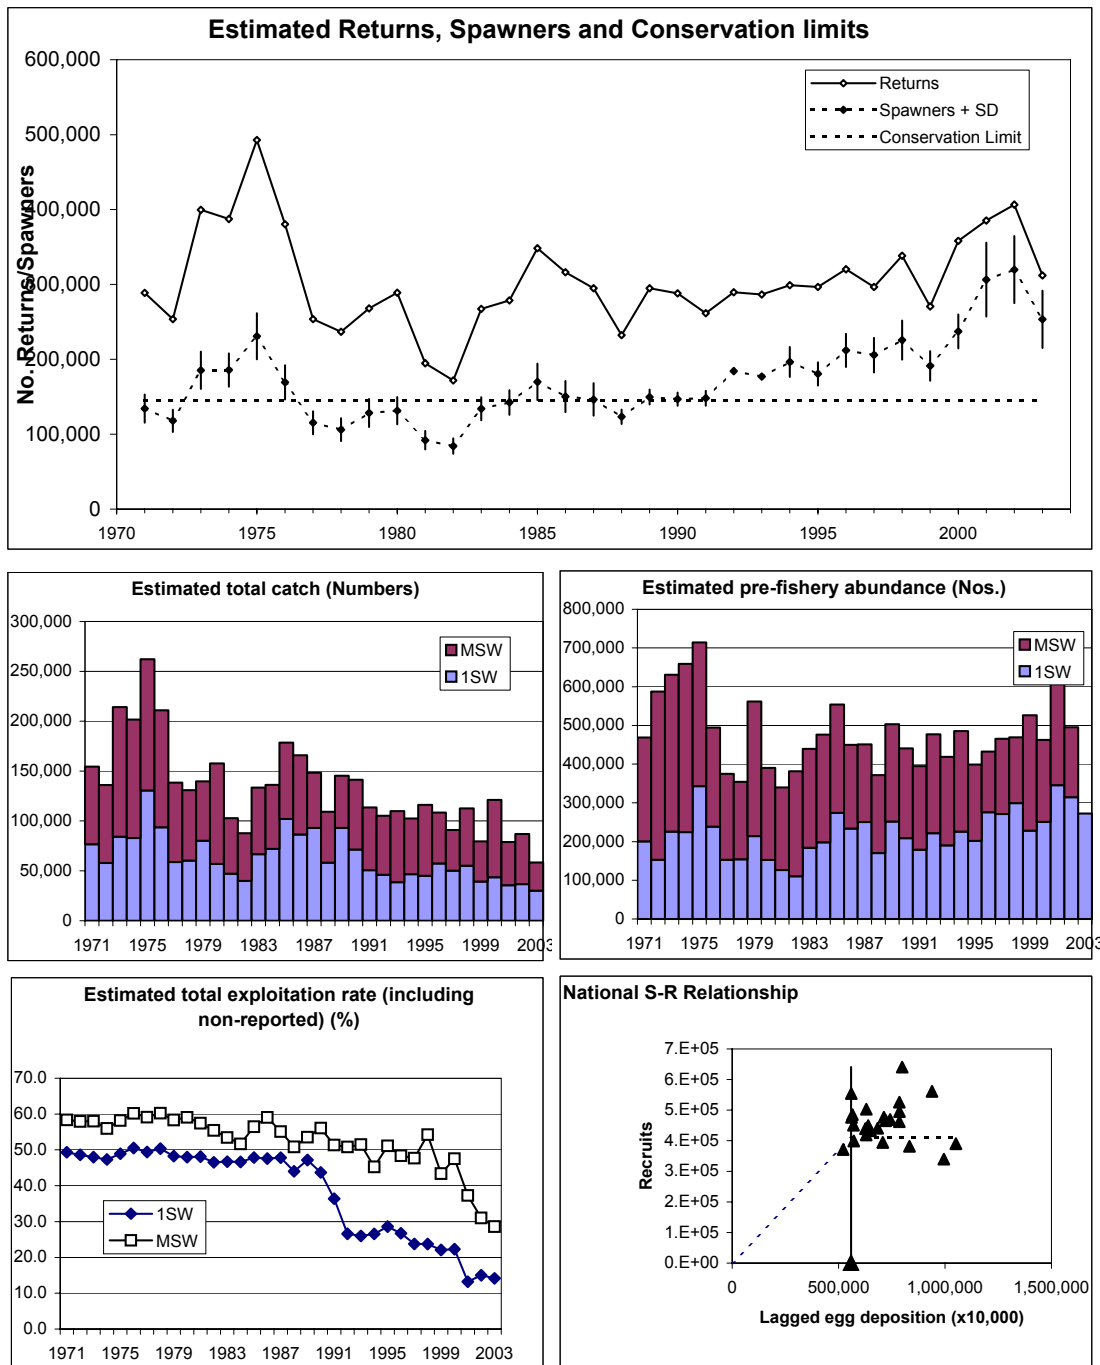 Estimated Returns, Spawners and Conservation limits
600,000
500,000
400,000
300,000
200,000
100,000
0
No. Returns/Spawners
Returns
Spawners + SD
Conservation Limit
1970 1975 1980 1985 1990 1995 2000
Estimated total catch (Numbers)
300,000
250,000
200,000
150,000
100,000
50,000
0
MSW
1SW
1971 1975 1979 1983 1987 1991 1995 1999 2003
Estimated pre-fishery abundance (Nos.)
800,000
700,000
600,000
500,000
400,000
300,000
200,000
100,000
0
MSW
1SW
1971 1975 1979 1983 1987 1991 1995 1999 2003
Estimated total exploitation rate (including
non-reported) (%)
70.0
60.0
50.0
40.0
30.0
20.0
10.0
0.0
1SW
MSW
1971 1975 1979 1983 1987 1991 1995 1999 2003
National S-R Relationship
7.E+05
6.E+05
5.E+05
4.E+05
3.E+05
2.E+05
1.E+05
0.E+00
Recruits
0 500,000 1,000,000 1,500,000
Lagged egg deposition (x10,000)